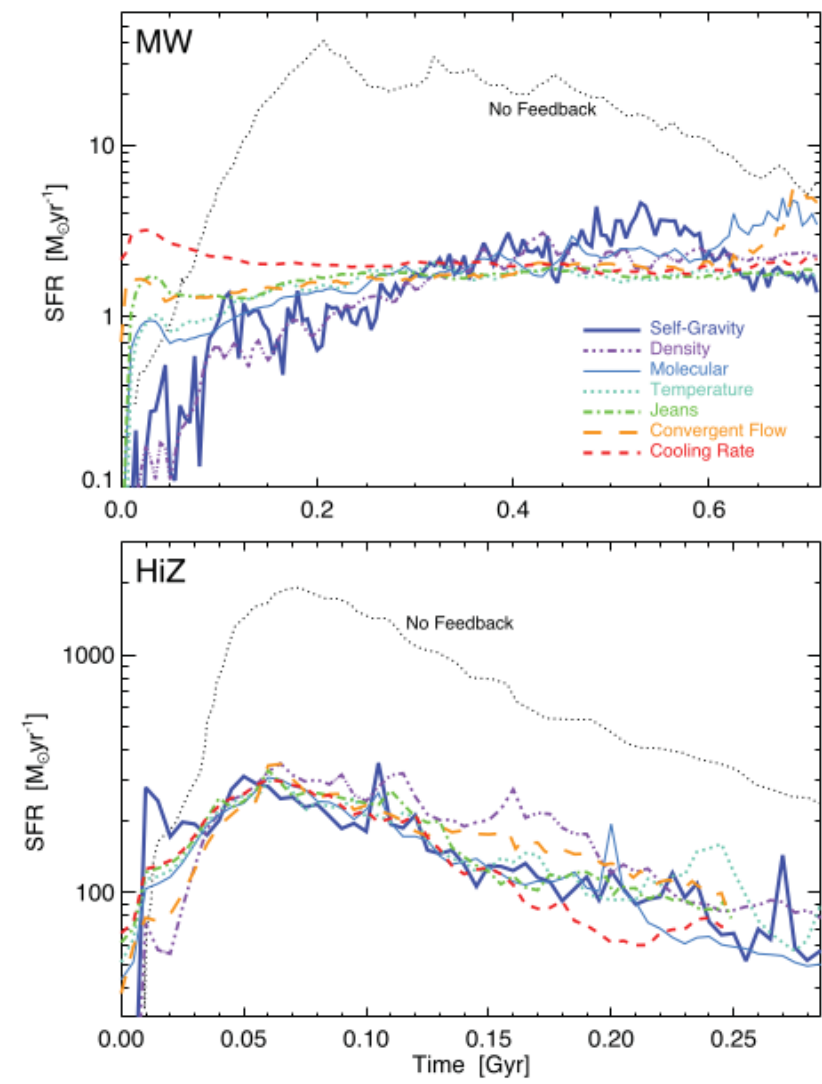 MW
No Feedback
10
SFR [M☉yr⁻¹]
1
Self-Gravity
Density
Molecular
Temperature
Jeans
Convergent Flow
Cooling Rate
0.1
0.0 0.2 0.4 0.6
HiZ
No Feedback
1000
SFR [M☉yr⁻¹]
100
0.00 0.05 0.10 0.15 0.20 0.25
Time [Gyr]